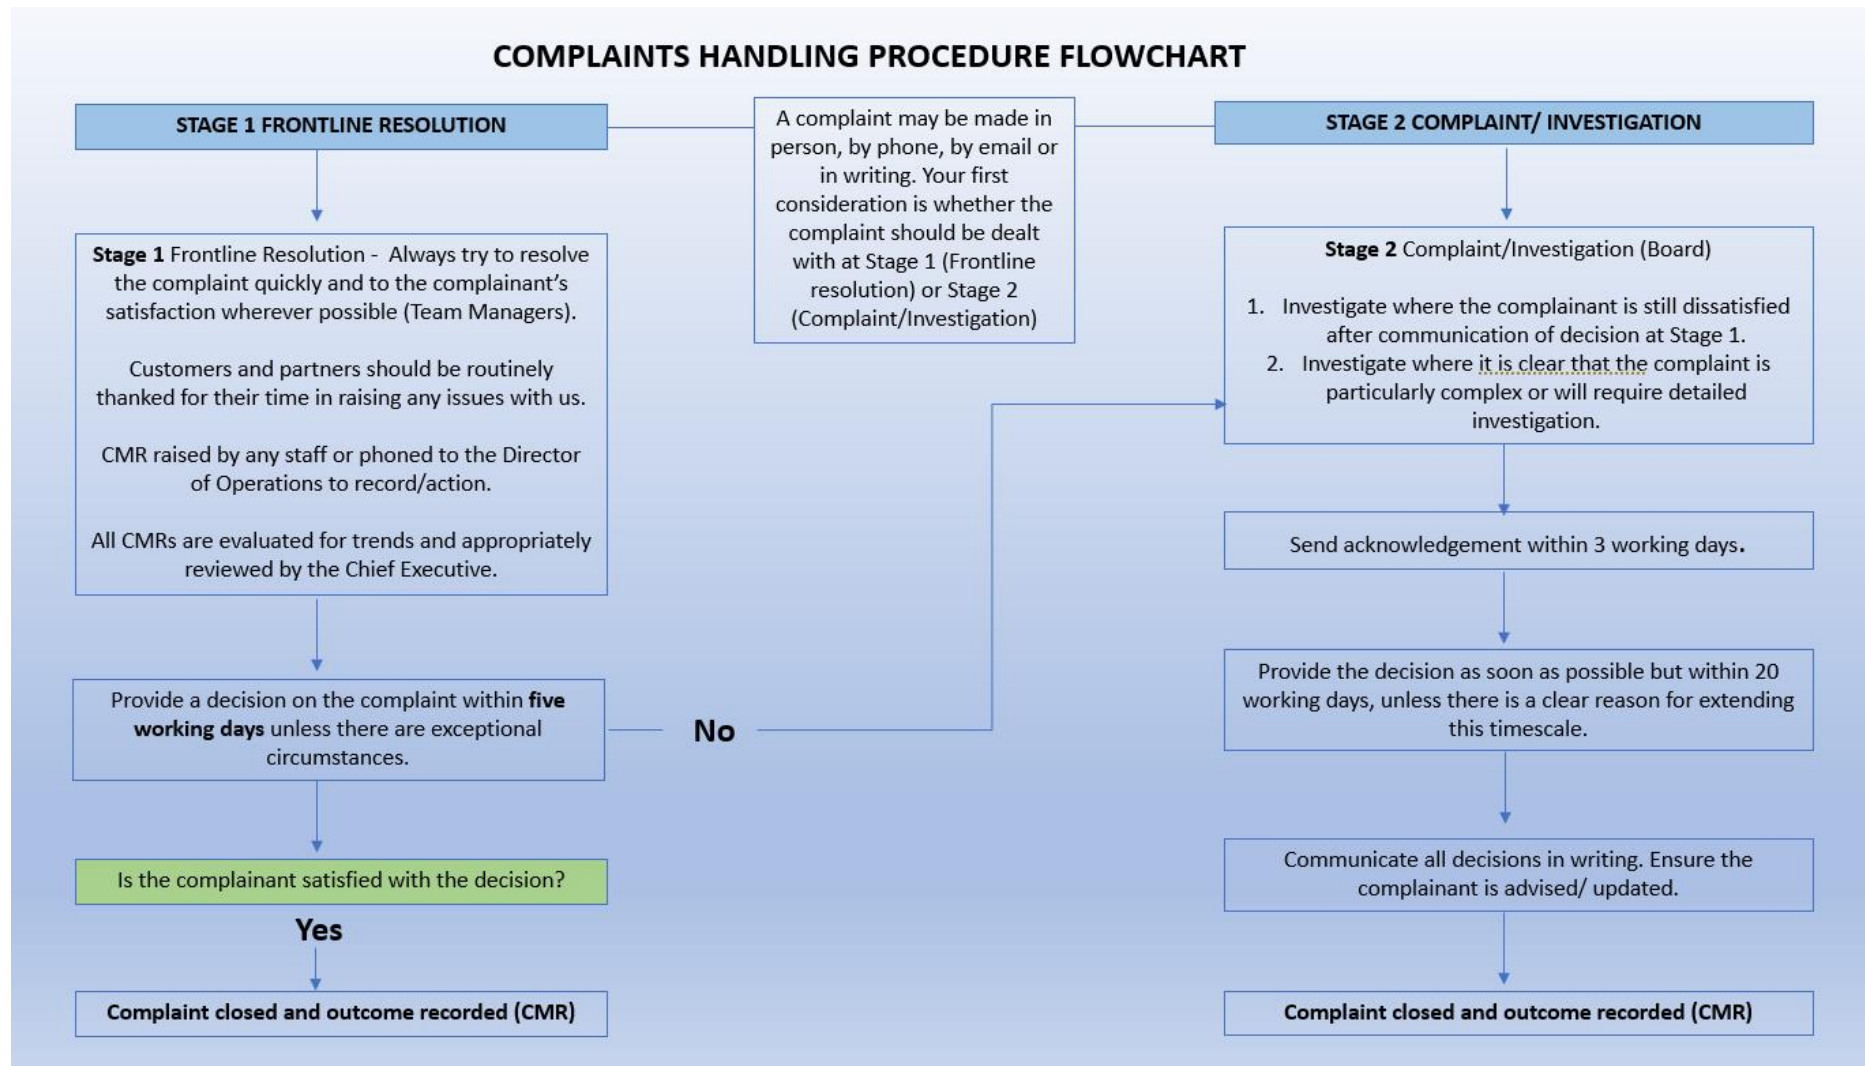 COMPLAINTS HANDLING PROCEDURE FLOWCHART
STAGE 1 FRONTLINE RESOLUTION
A complaint may be made in
person, by phone, by email or
in writing. Your first
consideration is whether the
complaint should be dealt
with at Stage 1 (Frontline
resolution) or Stage 2
(Complaint/Investigation)
STAGE 2 COMPLAINT/ INVESTIGATION
Stage 1 Frontline Resolution - Always try to resolve
the complaint quickly and to the complainant's
satisfaction wherever possible (Team Managers).
Customers and partners should be routinely
thanked for their time in raising any issues with us.
CMR raised by any staff or phoned to the Director
of Operations to record/action.
All CMRs are evaluated for trends and appropriately
reviewed by the Chief Executive.
Provide a decision on the complaint within five
working days unless there are exceptional
circumstances.
No
Is the complainant satisfied with the decision?
Yes
Complaint closed and outcome recorded (CMR)
Stage 2 Complaint/Investigation (Board)
1. Investigate where the complainant is still dissatisfied
after communication of decision at Stage 1.
2. Investigate where it is clear that the complaint is
particularly complex or will require detailed
investigation.
Send acknowledgement within 3 working days.
Provide the decision as soon as possible but within 20
working days, unless there is a clear reason for extending
this timescale.
Communicate all decisions in writing. Ensure the
complainant is advised/ updated.
Complaint closed and outcome recorded (CMR)